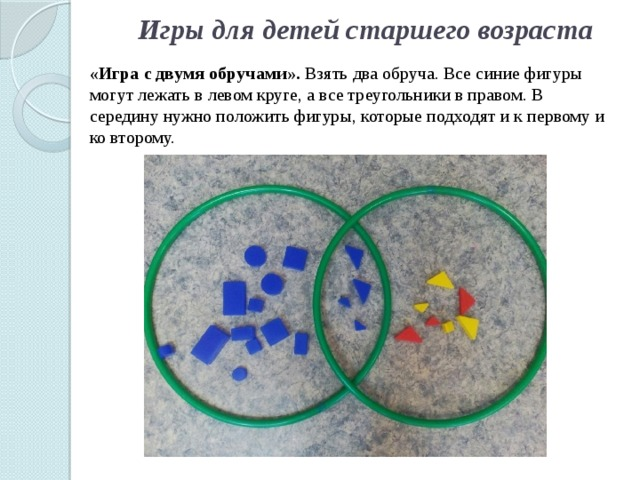 Игры для детей старшего возраста
«Игра с двумя обручами». Взять два обруча. Все синие фигуры
могут лежать в левом круге, а все треугольники в правом. В
середину нужно положить фигуры, которые подходят и к первому и
ко второму.